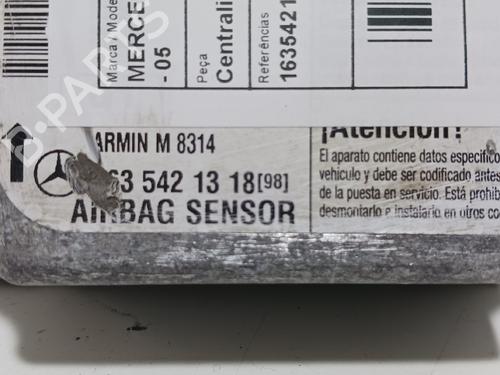 Marca / Mode
MERCE
- 05
Peça
Centrali
Referências
1635421
B-PARTS
ARMIN M 8314
63 542 13 18 [98]
AIRBAG SENSOR
¡Atención!
El aparato contiene datos específico
vehículo y debe ser codificado antes
de la puesta en servicio. Está prohib
desmontarlo e instalarlo en otros co